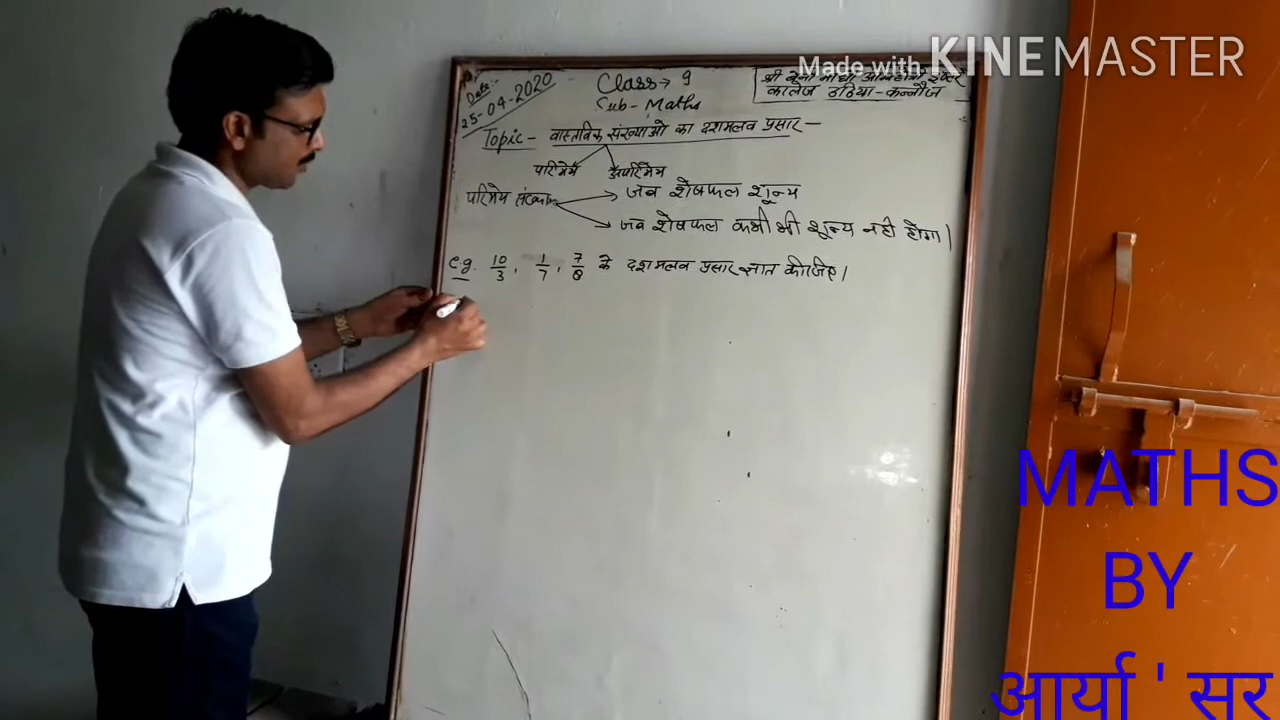 Made with KINEMASTER
Date:-
25-04-2020
Class → 9
Sub- Maths
कालेज ठठिया-कन्नौज
Topic- वास्तविक संख्याओ का दशमलव प्रसार-
परिमेय अपरिमेय
परिमेय संख्या → जब शेषफल शून्य
→ जब शेषफल कभी भी शून्य नही होगा।
e.g. 10/3, 1/7, 7/8 के दशमलव प्रसार ज्ञात कीजिए।
MATHS
BY
आर्या ' सर